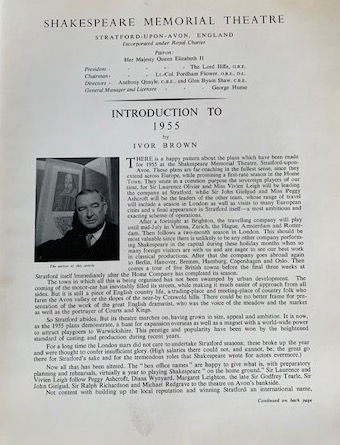 SHAKESPEARE MEMORIAL THEATRE
STRATFORD-UPON-AVON, ENGLAND
Incorporated under Royal Charter
Patron:
Her Majesty Queen Elizabeth II
President - - - - - The Lord Iliffe, G.B.E.
Chairman - - - Lt.-Col. Fordham Flower, O.B.E., D.L.
Directors - Anthony Quayle, C.B.E., and Glen Byam Shaw, C.B.E.
General Manager and Licensee - - - - George Hume
INTRODUCTION TO
1955
by
IVOR BROWN
THERE is a happy pattern about the plans which have been made
for 1955 at the Shakespeare Memorial Theatre, Stratford-upon-
Avon. These plans are far-reaching in the fullest sense, since they
extend across Europe, while promising a first-rate season in the Home
Town. They unite in a common purpose the sovereign players of our
time, for Sir Laurence Olivier and Miss Vivien Leigh will be leading
the company at Stratford, while Sir John Gielgud and Miss Peggy
Ashcroft will be the leaders of the other team, whose range of travel
will include a season in London as well as visits to many European
cities and a final appearance in Stratford itself. Proud ambitions and
exacting scheme of operations.
After a fortnight at Brighton, the travelling company will play
until mid-July in Vienna, Zurich, the Hague, Amsterdam and Rotter-
dam. Then follows a two-month season in London. This should be
most valuable since there is unlikely to be any other company perform-
ing Shakespeare in the capital during these holiday months when so
many foreign visitors are with us and are eager to see our best work
in classical productions. After that the company goes abroad again
to Berlin, Hanover, Bremen, Hamburg, Copenhagen and Oslo. Then
comes a tour of British towns before the final three weeks at
The author of this article
Stratford itself immediately after the Home Company has completed its season.
The town in which all this is being organised has not been swamped by urban development. The
coming of the motor-car has inevitably filled its streets, while making it much easier of approach from all
sides. But it is still a piece of English country life, a trading-place and meeting-place of country folk who
farm the Avon valley of the slopes of the near-by Cotswold hills. There could be no better frame for pre-
sentation of the work of the great English dramatist, who was the voice of the meadow and the market
as well as the portrayer of Courts and Kings.
So Stratford abides. But its theatre marches on, having grown in size, appeal and ambition. It is now,
as the 1955 plans demonstrate, a base for expansion overseas as well as a magnet with a world-wide power
to attract playgoers to Warwickshire. This prestige and popularity have been won by the heightened
standard of casting and production during recent years.
For a long time the London stars did not care to undertake Stratford seasons; these broke up the year
and were thought to confer insufficient glory. (High salaries there could not, and cannot, be; the great go
there for Stratford's sake and for the tremendous roles that Shakespeare wrote for actors evermore.)
Now all that has been altered. The "box office names" are happy to give what is, with preparatory
planning and rehearsals, virtually a year to playing Shakespeare "on the home ground." Sir Laurence and
Vivien Leigh follow Peggy Ashcroft, Diana Wynyard, Margaret Leighton, the late Sir Godfrey Tearle, Sir
John Gielgud, Sir Ralph Richardson and Michael Redgrave to the theatre on Avon's bankside.
Not content with building up the local reputation and winning Stratford an international name,
Continued on back page